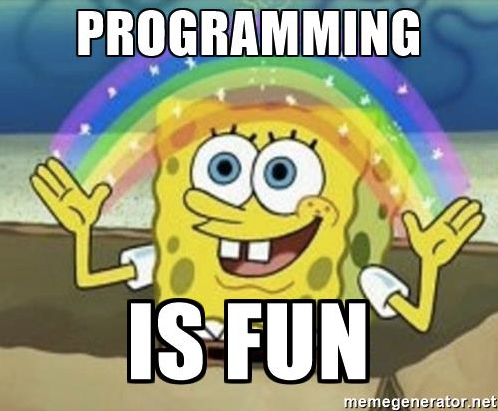 PROGRAMMING
IS FUN
memegenerator.net